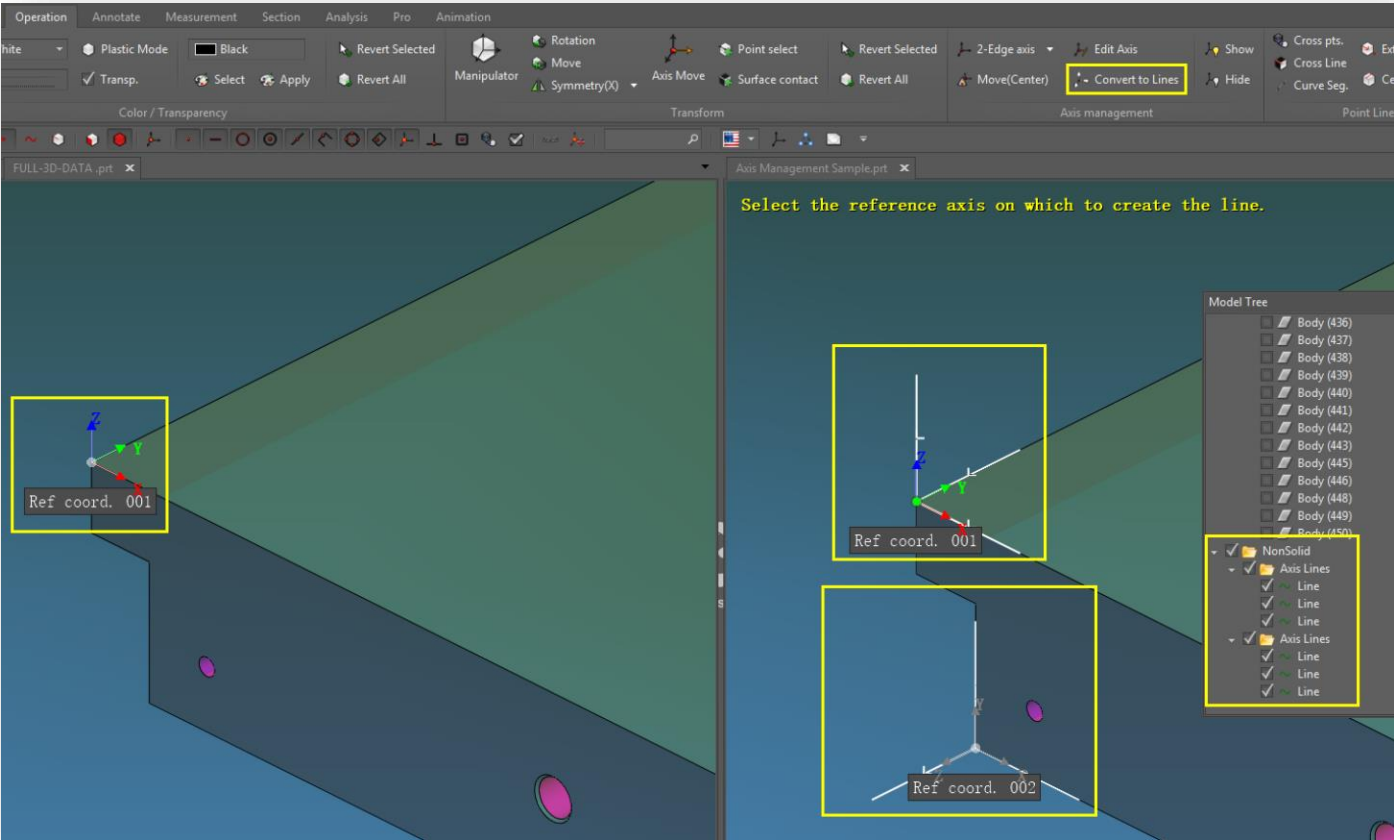 Operation Annotate Measurement Section Analysis Pro Animation
hite Plastic Mode Black Revert Selected Rotation Point select Revert Selected 2-Edge axis Edit Axis Show Cross pts.
Move Cross Line
Transp. Select Apply Revert All Manipulator Symmetry(X) Axis Move Surface contact Revert All Move(Center) Convert to Lines Hide Curve Seg.
Color / Transparency Transform Axis management Point Line
FULL-3D-DATA .prt Axis Management Sample.prt
Select the reference axis on which to create the line.
Model Tree
Body (436)
Body (437)
Body (438)
Body (439)
Body (440)
Body (441)
Body (442)
Body (443)
Body (445)
Body (446)
Body (448)
Body (449)
Body (450)
NonSolid
Axis Lines
Line
Line
Line
Axis Lines
Line
Line
Line
Z
Y
X
Ref coord. 001
Z
Y
X
Ref coord. 001
Y
Z
X
Ref coord. 002